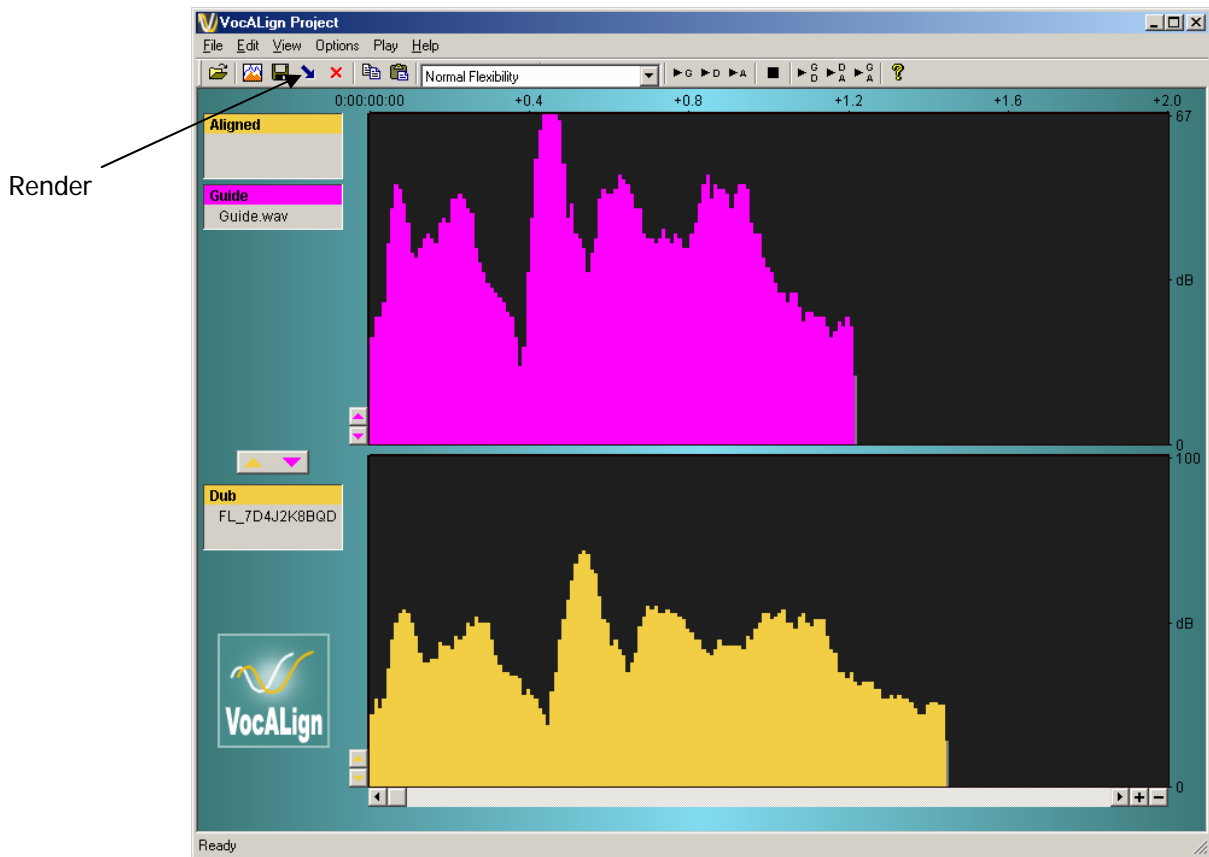 VocALign Project
File Edit View Options Play Help
Normal Flexibility G D A G D D A G A ?
0:00:00:00 +0.4 +0.8 +1.2 +1.6 +2.0
Aligned
67
Render
Guide
Guide.wav
dB
0
100
Dub
FL_7D4J2K8BQD
dB
VocALign
0
Ready